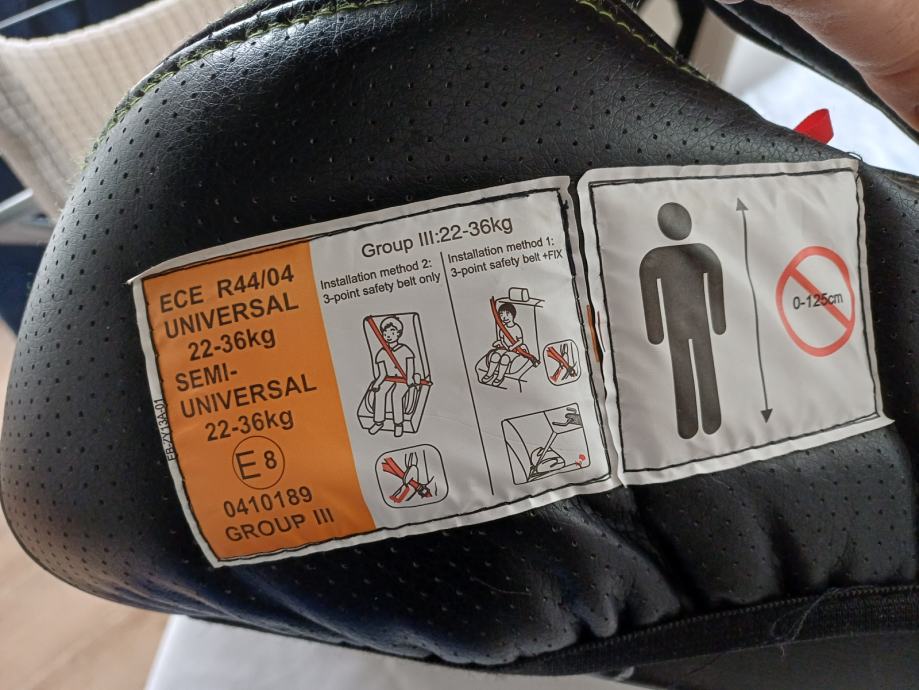 ECE R44/04
UNIVERSAL
22-36kg
SEMI-
UNIVERSAL
22-36kg
E8
0410189
GROUP III
Group III:22-36kg
Installation method 2:
3-point safety belt only
Installation method 1:
3-point safety belt +FIX
0-125cm